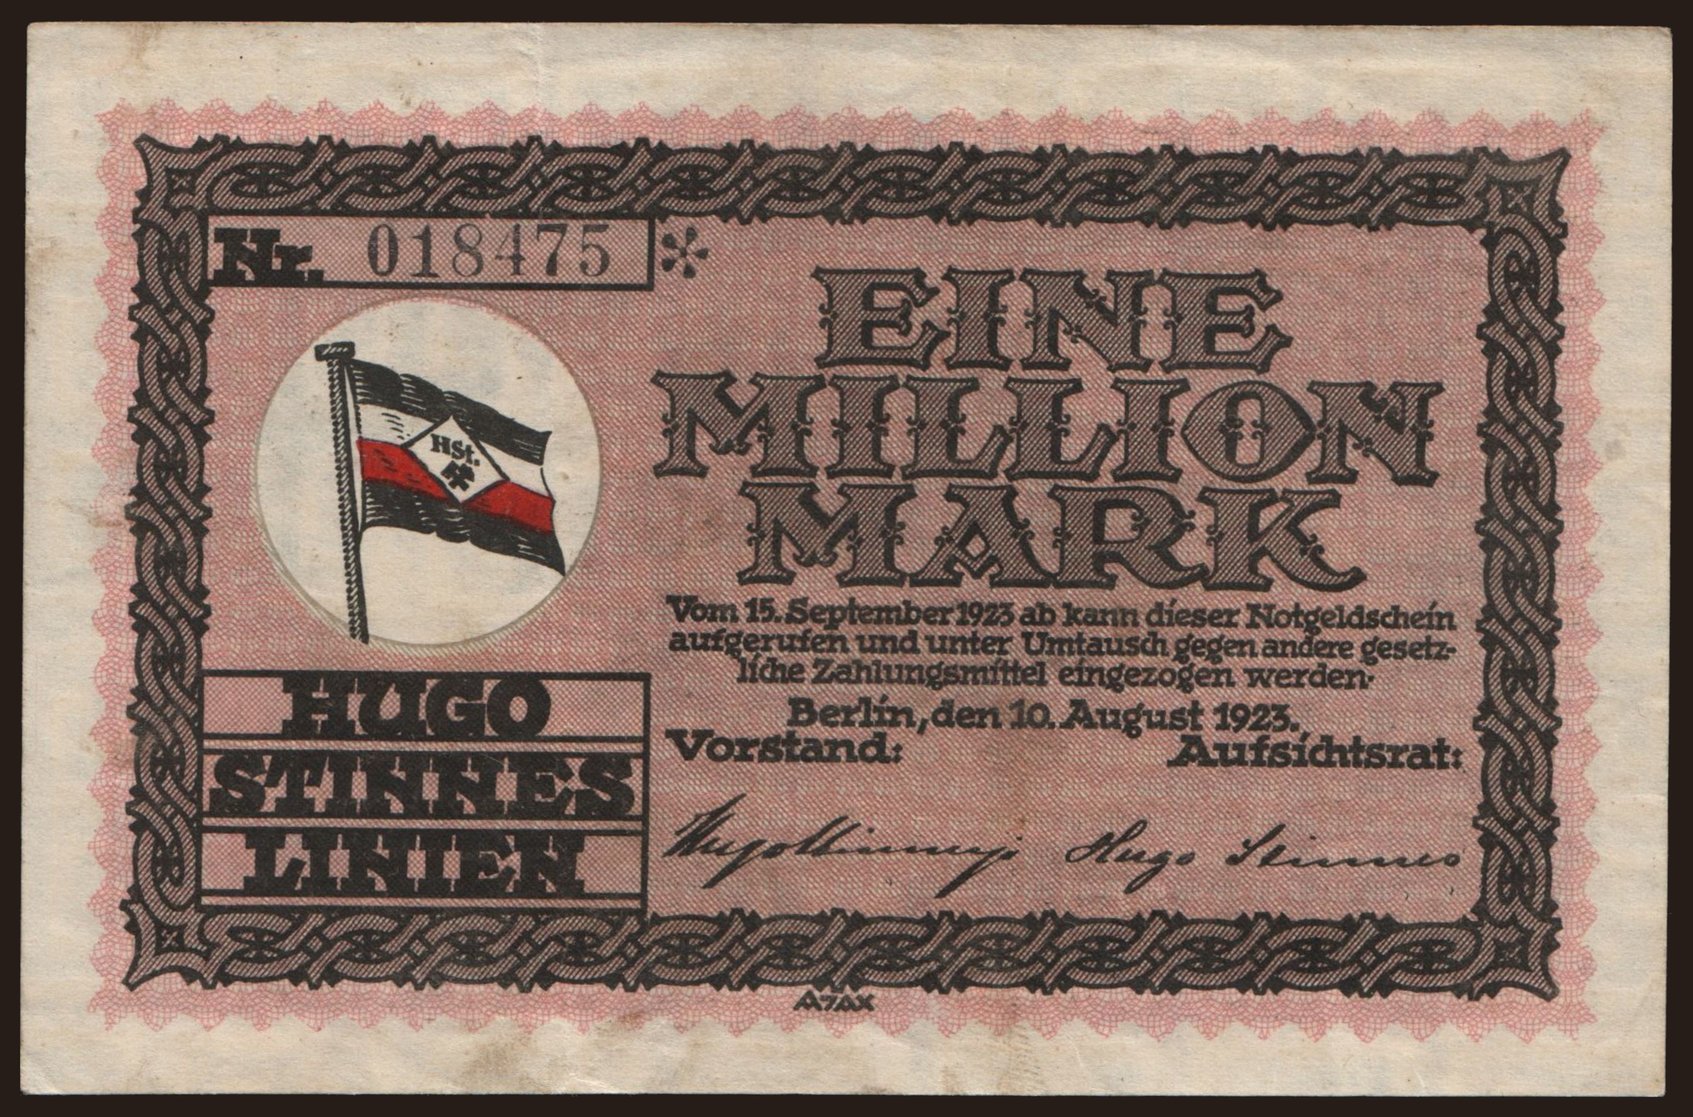 Nr. 018475 *
EINE
MILLION
MARK
HSt.
Vom 15. September 1923 ab kann dieser Notgeldschein
aufgerufen und unter Umtausch gegen andere gesetz-
liche Zahlungsmittel eingezogen werden.
Berlin, den 10. August 1923.
Vorstand: Aufsichtsrat:
HUGO
STINNES
LINIEN
Hugo Stinnes
AJAX